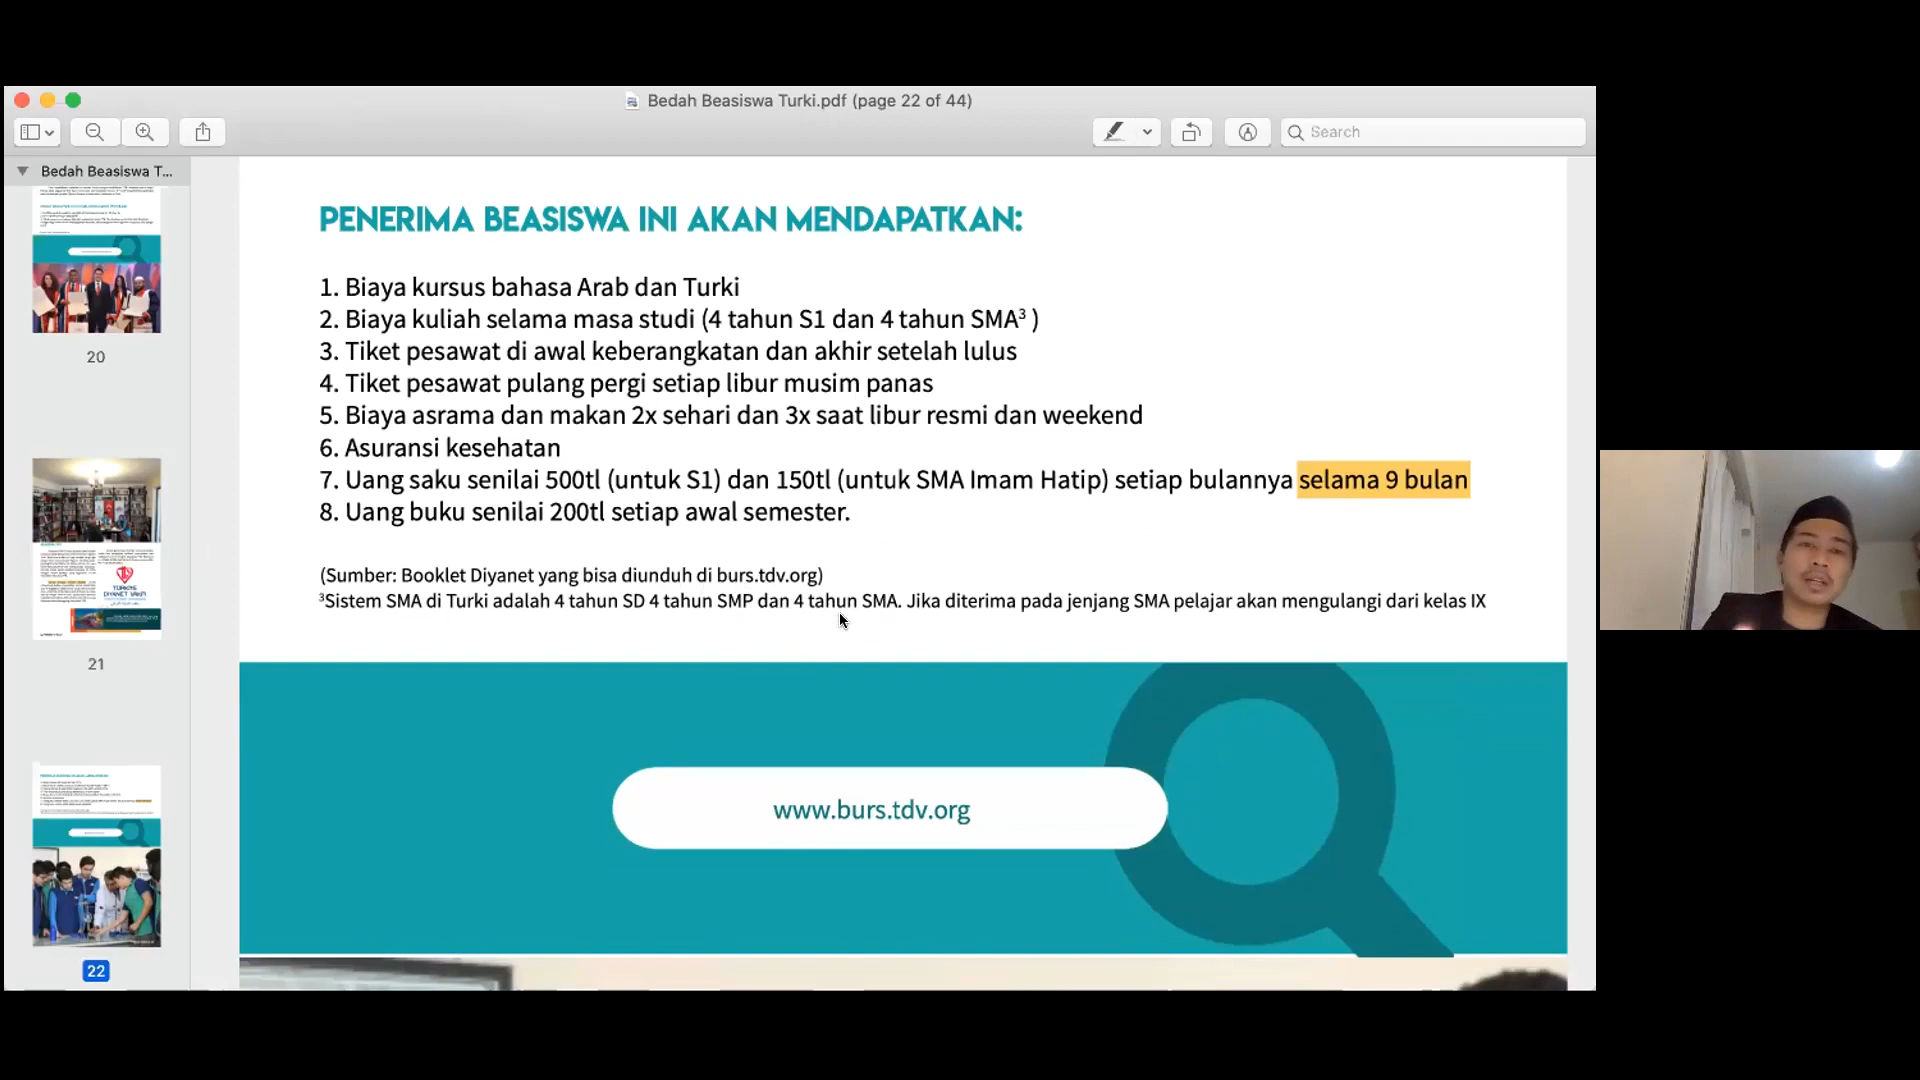 Bedah Beasiswa Turki.pdf (page 22 of 44)
Search
Bedah Beasiswa T...
20
21
22
PENERIMA BEASISWA INI AKAN MENDAPATKAN:
1. Biaya kursus bahasa Arab dan Turki
2. Biaya kuliah selama masa studi (4 tahun S1 dan 4 tahun SMA³ )
3. Tiket pesawat di awal keberangkatan dan akhir setelah lulus
4. Tiket pesawat pulang pergi setiap libur musim panas
5. Biaya asrama dan makan 2x sehari dan 3x saat libur resmi dan weekend
6. Asuransi kesehatan
7. Uang saku senilai 500tl (untuk S1) dan 150tl (untuk SMA Imam Hatip) setiap bulannya selama 9 bulan
8. Uang buku senilai 200tl setiap awal semester.
(Sumber: Booklet Diyanet yang bisa diunduh di burs.tdv.org)
³Sistem SMA di Turki adalah 4 tahun SD 4 tahun SMP dan 4 tahun SMA. Jika diterima pada jenjang SMA pelajar akan mengulangi dari kelas IX
www.burs.tdv.org